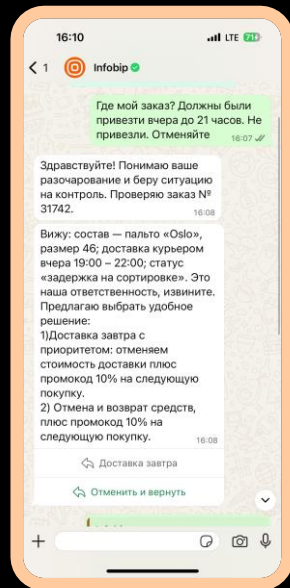 16:10
LTE 71
1 Infobip
Где мой заказ? Должны были
привезти вчера до 21 часов. Не
привезли. Отменяйте
16:07
Здравствуйте! Понимаю ваше
разочарование и беру ситуацию
на контроль. Проверяю заказ №
31742.
16:08
Вижу: состав — пальто «Oslo»,
размер 46; доставка курьером
вчера 19:00 – 22:00; статус
«задержка на сортировке». Это
наша ответственность, извините.
Предлагаю выбрать удобное
решение:
1)Доставка завтра с
приоритетом: отменяем
стоимость доставки плюс
промокод 10% на следующую
покупку.
2) Отмена и возврат средств,
плюс промокод 10% на
следующую покупку.
16:08
Доставка завтра
Отменить и вернуть